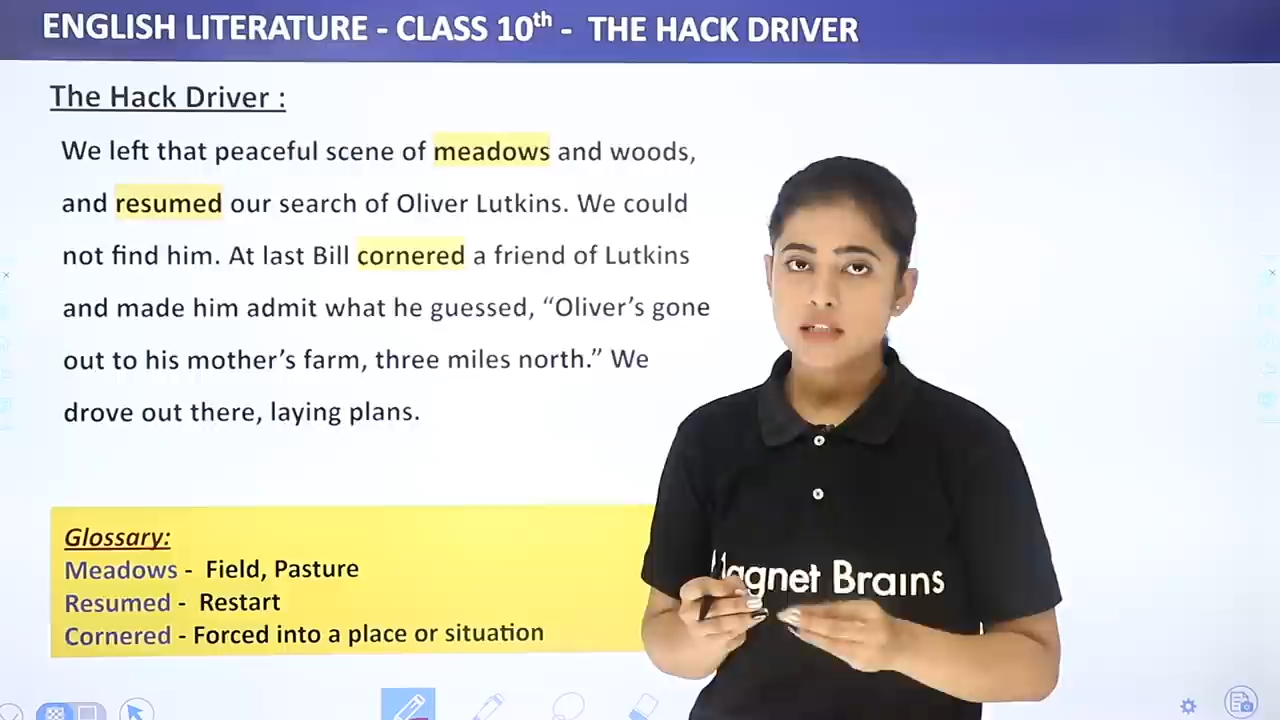 ENGLISH LITERATURE - CLASS 10th - THE HACK DRIVER
The Hack Driver :
We left that peaceful scene of meadows and woods,
and resumed our search of Oliver Lutkins. We could
not find him. At last Bill cornered a friend of Lutkins
and made him admit what he guessed, “Oliver’s gone
out to his mother’s farm, three miles north.” We
drove out there, laying plans.
Glossary:
Meadows - Field, Pasture
Resumed - Restart
Cornered - Forced into a place or situation
Magnet Brains